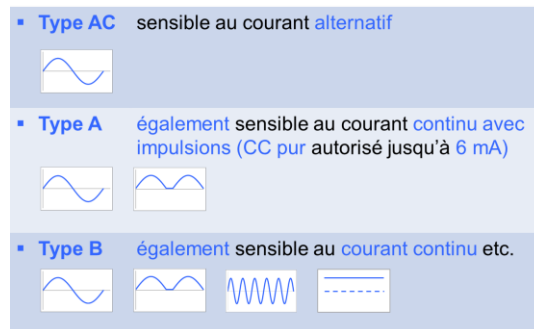 ▪ Type AC sensible au courant alternatif
▪ Type A également sensible au courant continu avec
impulsions (CC pur autorisé jusqu'à 6 mA)
▪ Type B également sensible au courant continu etc.